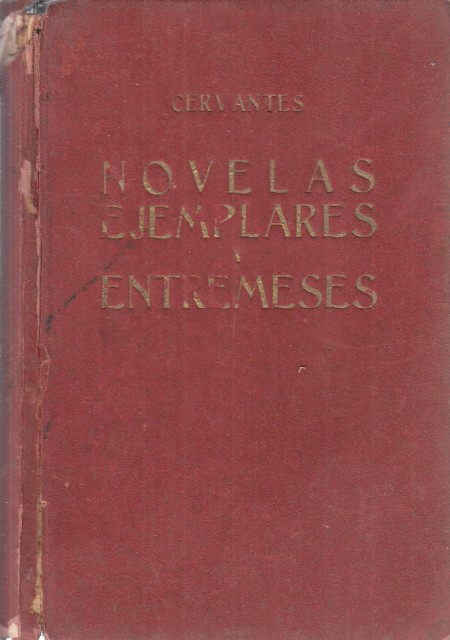 CERVANTES
NOVELAS
EJEMPLARES
Y
ENTREMESES